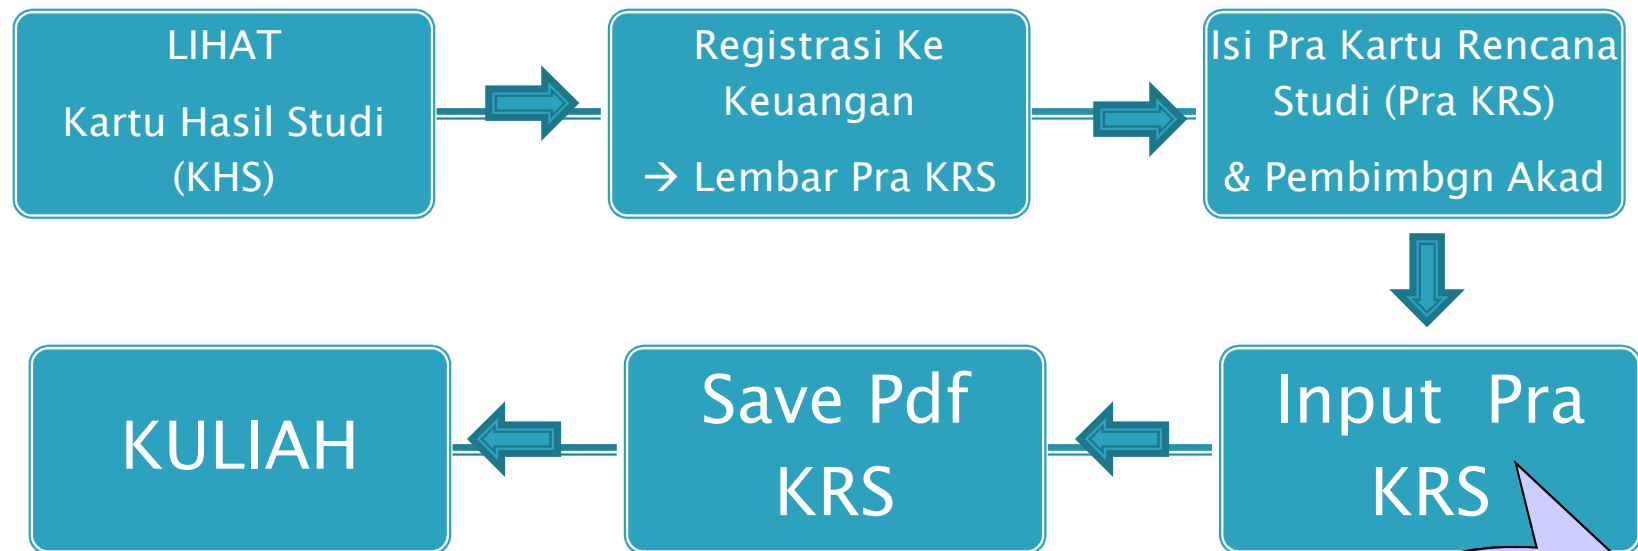 LIHAT
Kartu Hasil Studi
(KHS)
Registrasi Ke
Keuangan
→ Lembar Pra KRS
Isi Pra Kartu Rencana
Studi (Pra KRS)
& Pembimbgn Akad
Input Pra
KRS
Save Pdf
KRS
KULIAH